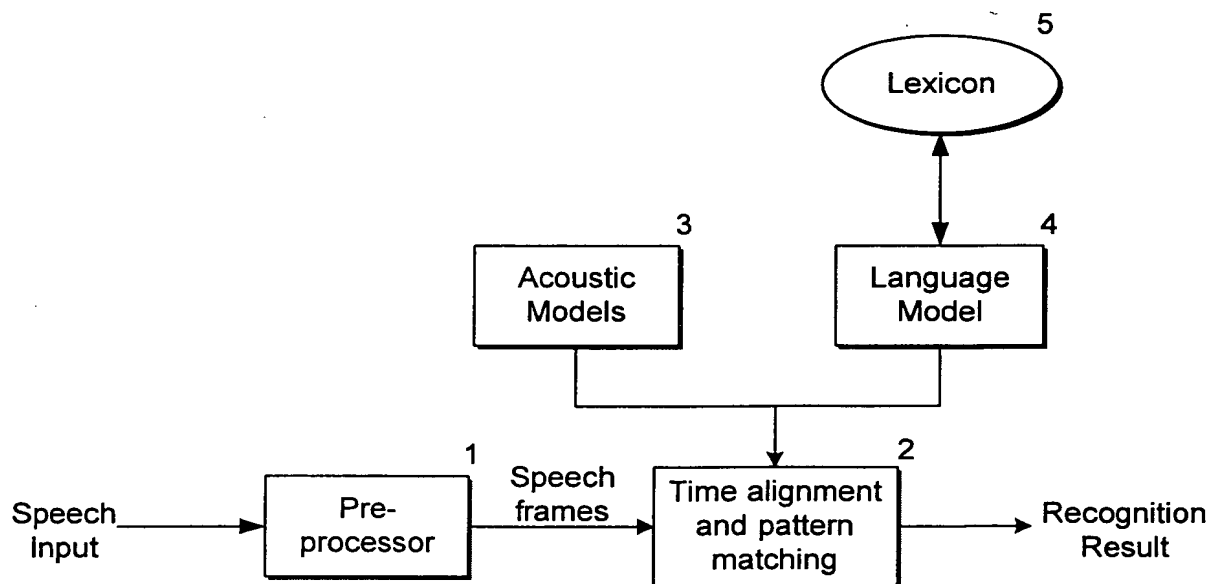 5
Lexicon
3
4
Acoustic
Models
Language
Model
1
2
Speech
Input
Pre-
processor
Speech
frames
Time alignment
and pattern
matching
Recognition
Result